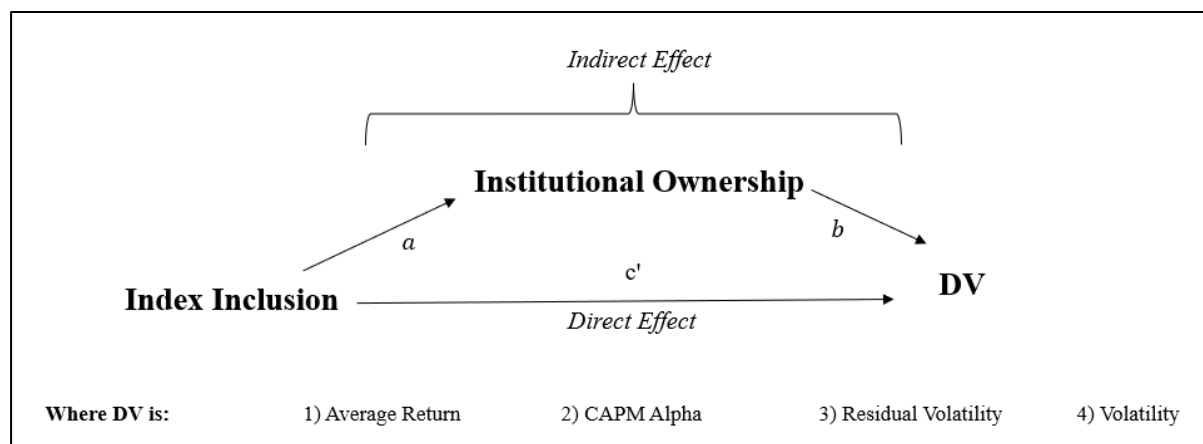 Indirect Effect
Institutional Ownership
a
b
c'
DV
Index Inclusion
Direct Effect
Where DV is: 1) Average Return 2) CAPM Alpha 3) Residual Volatility 4) Volatility